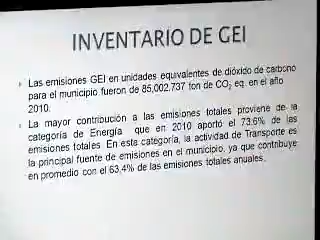 INVENTARIO DE GEI
Las emisiones GEI en unidades equivalentes de dióxido de carbono
para el municipio fueron de 85,002.737 ton de CO2 eq. en el año
2010.
La mayor contribución a las emisiones totales proviene de la
categoría de Energía que en 2010 aportó el 73.6% de las
emisiones totales. En esta categoría, la actividad de Transporte es
la principal fuente de emisiones en el municipio, ya que contribuye
en promedio con el 63.4% de las emisiones totales anuales.